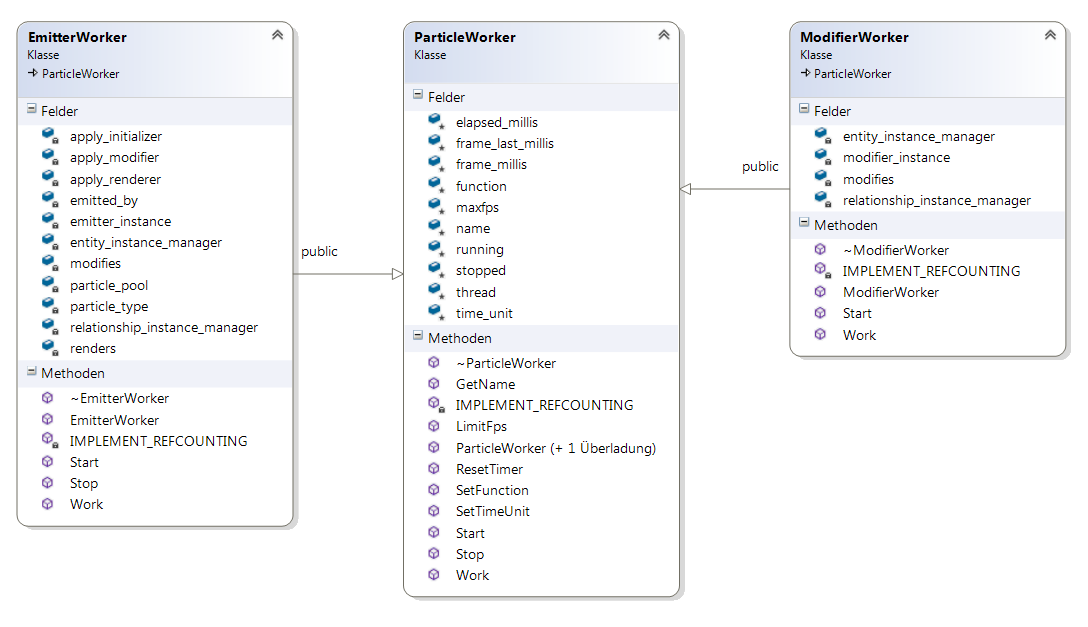 EmitterWorker
Klasse
ParticleWorker
Felder
apply_initializer
apply_modifier
apply_renderer
emitted_by
emitter_instance
entity_instance_manager
modifies
particle_pool
particle_type
relationship_instance_manager
renders
Methoden
~EmitterWorker
EmitterWorker
IMPLEMENT_REFCOUNTING
Start
Stop
Work
public
ParticleWorker
Klasse
Felder
elapsed_millis
frame_last_millis
frame_millis
function
maxfps
name
running
stopped
thread
time_unit
Methoden
~ParticleWorker
GetName
IMPLEMENT_REFCOUNTING
LimitFps
ParticleWorker (+ 1 Überladung)
ResetTimer
SetFunction
SetTimeUnit
Start
Stop
Work
public
ModifierWorker
Klasse
ParticleWorker
Felder
entity_instance_manager
modifier_instance
modifies
relationship_instance_manager
Methoden
~ModifierWorker
IMPLEMENT_REFCOUNTING
ModifierWorker
Start
Work